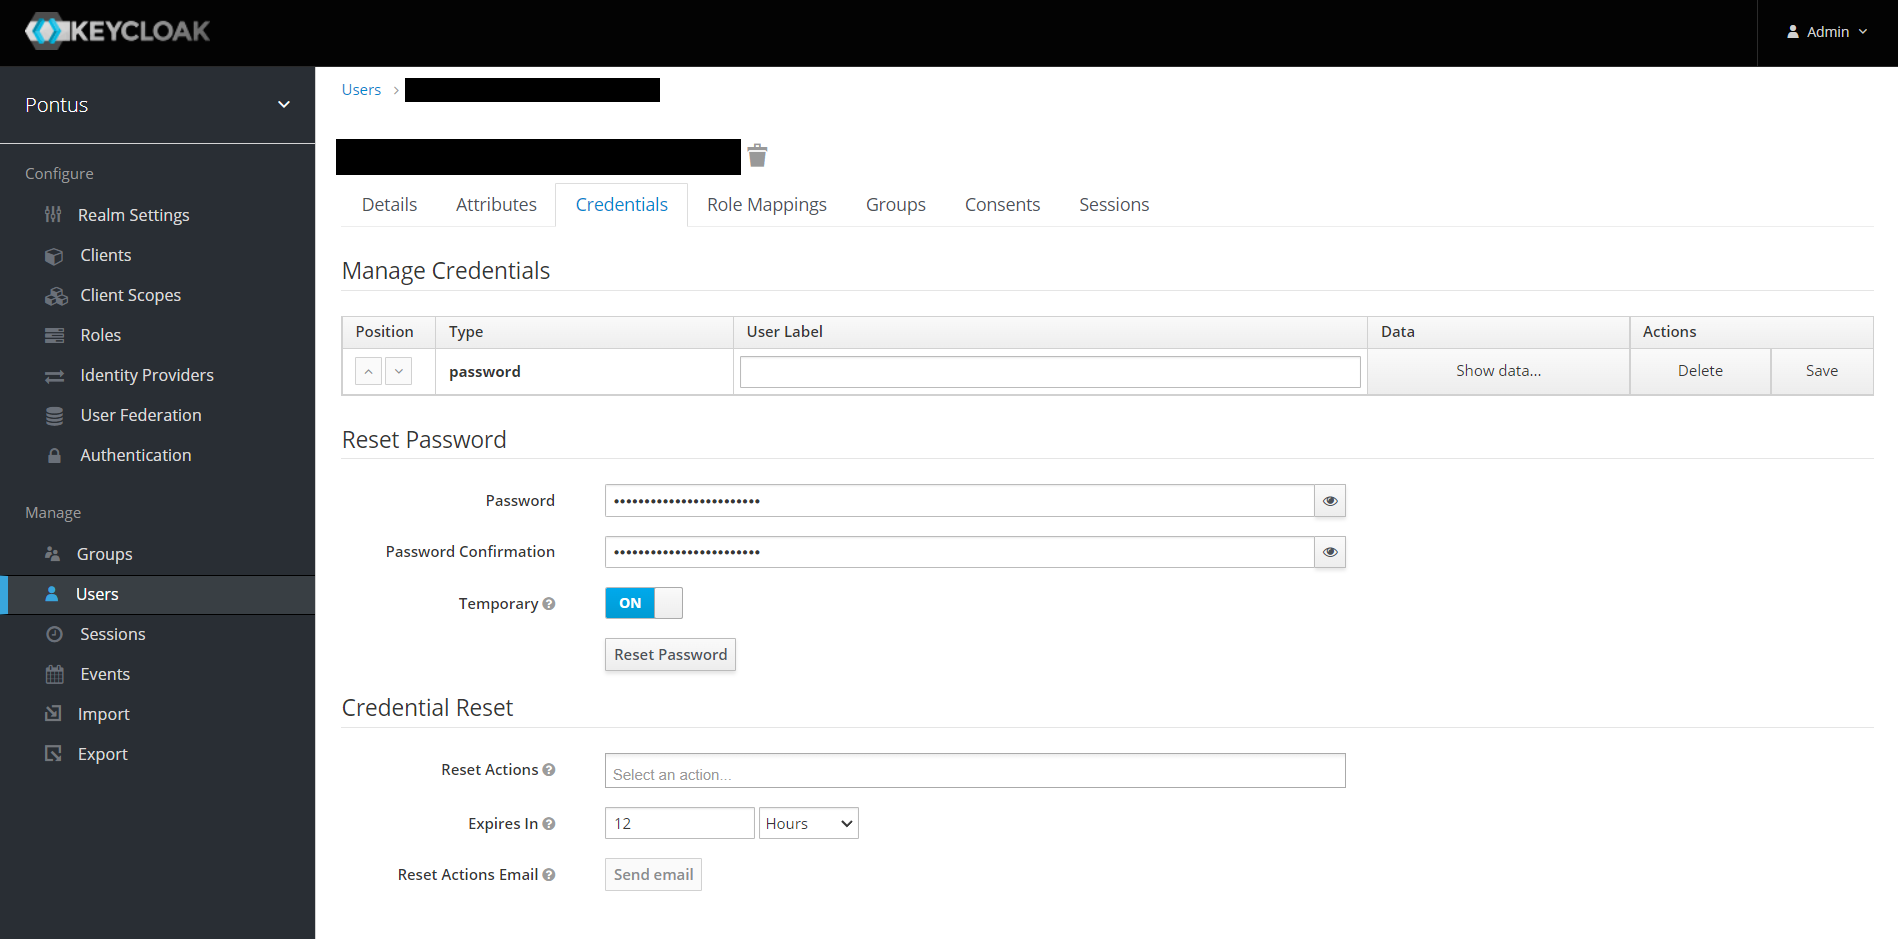 KEYCLOAK
Admin
Pontus
Configure
Realm Settings
Clients
Client Scopes
Roles
Identity Providers
User Federation
Authentication
Manage
Groups
Users
Sessions
Events
Import
Export
Users >
Details Attributes Credentials Role Mappings Groups Consents Sessions
Manage Credentials
Position Type User Label Data Actions
password Show data... Delete Save
Reset Password
Password ••••••••••••••••••••••••
Password Confirmation ••••••••••••••••••••••••
Temporary ON
Reset Password
Credential Reset
Reset Actions Select an action...
Expires In 12 Hours
Reset Actions Email Send email